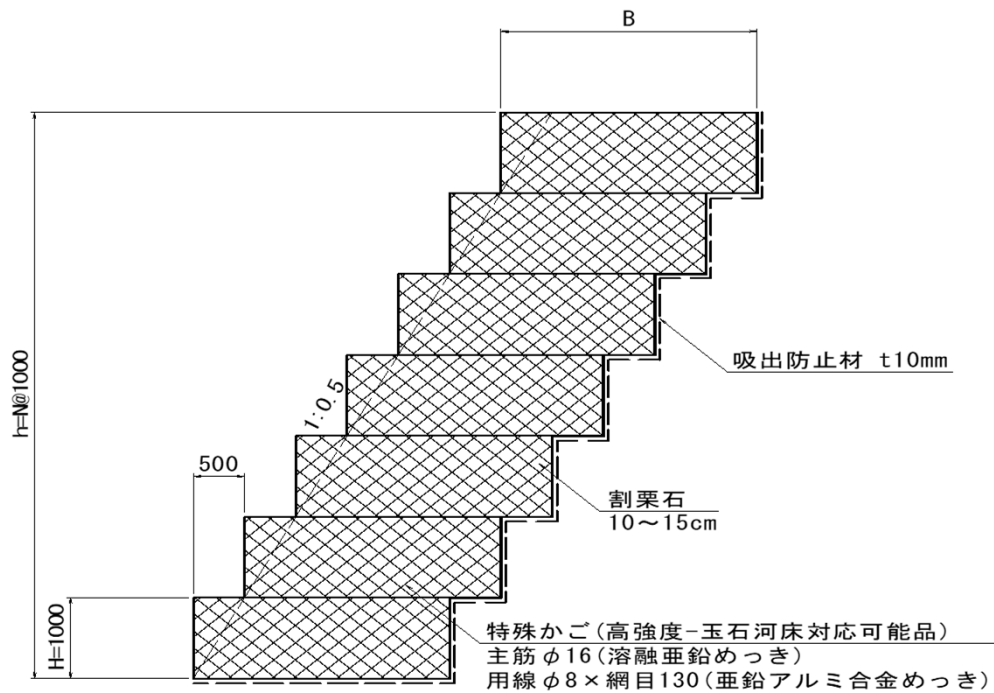 B
h=N@1000
1:0.5
吸出防止材 t10mm
500
割栗石
10～15cm
H=1000
特殊かご(高強度-玉石河床対応可能品)
主筋φ16(溶融亜鉛めっき)
用線φ8×網目130(亜鉛アルミ合金めっき)